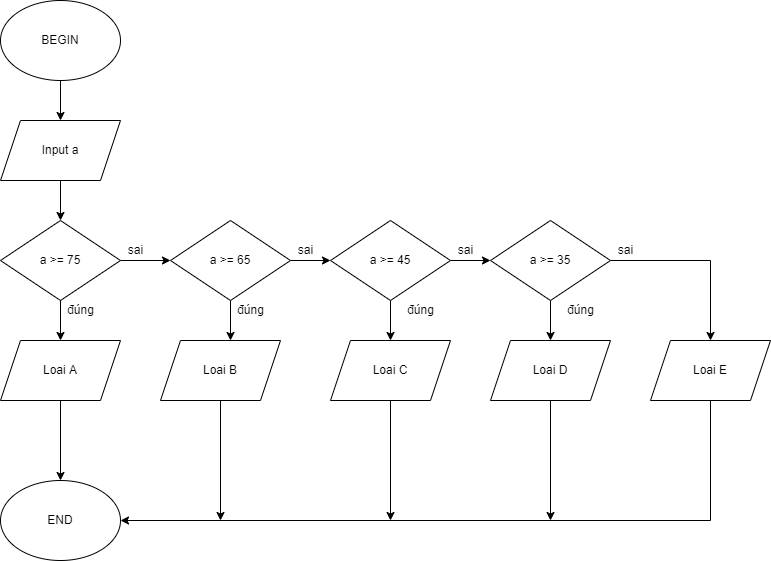 BEGIN
Input a
a >= 75
sai
a >= 65
sai
a >= 45
sai
a >= 35
sai
đúng
đúng
đúng
đúng
Loai A
Loai B
Loai C
Loai D
Loai E
END